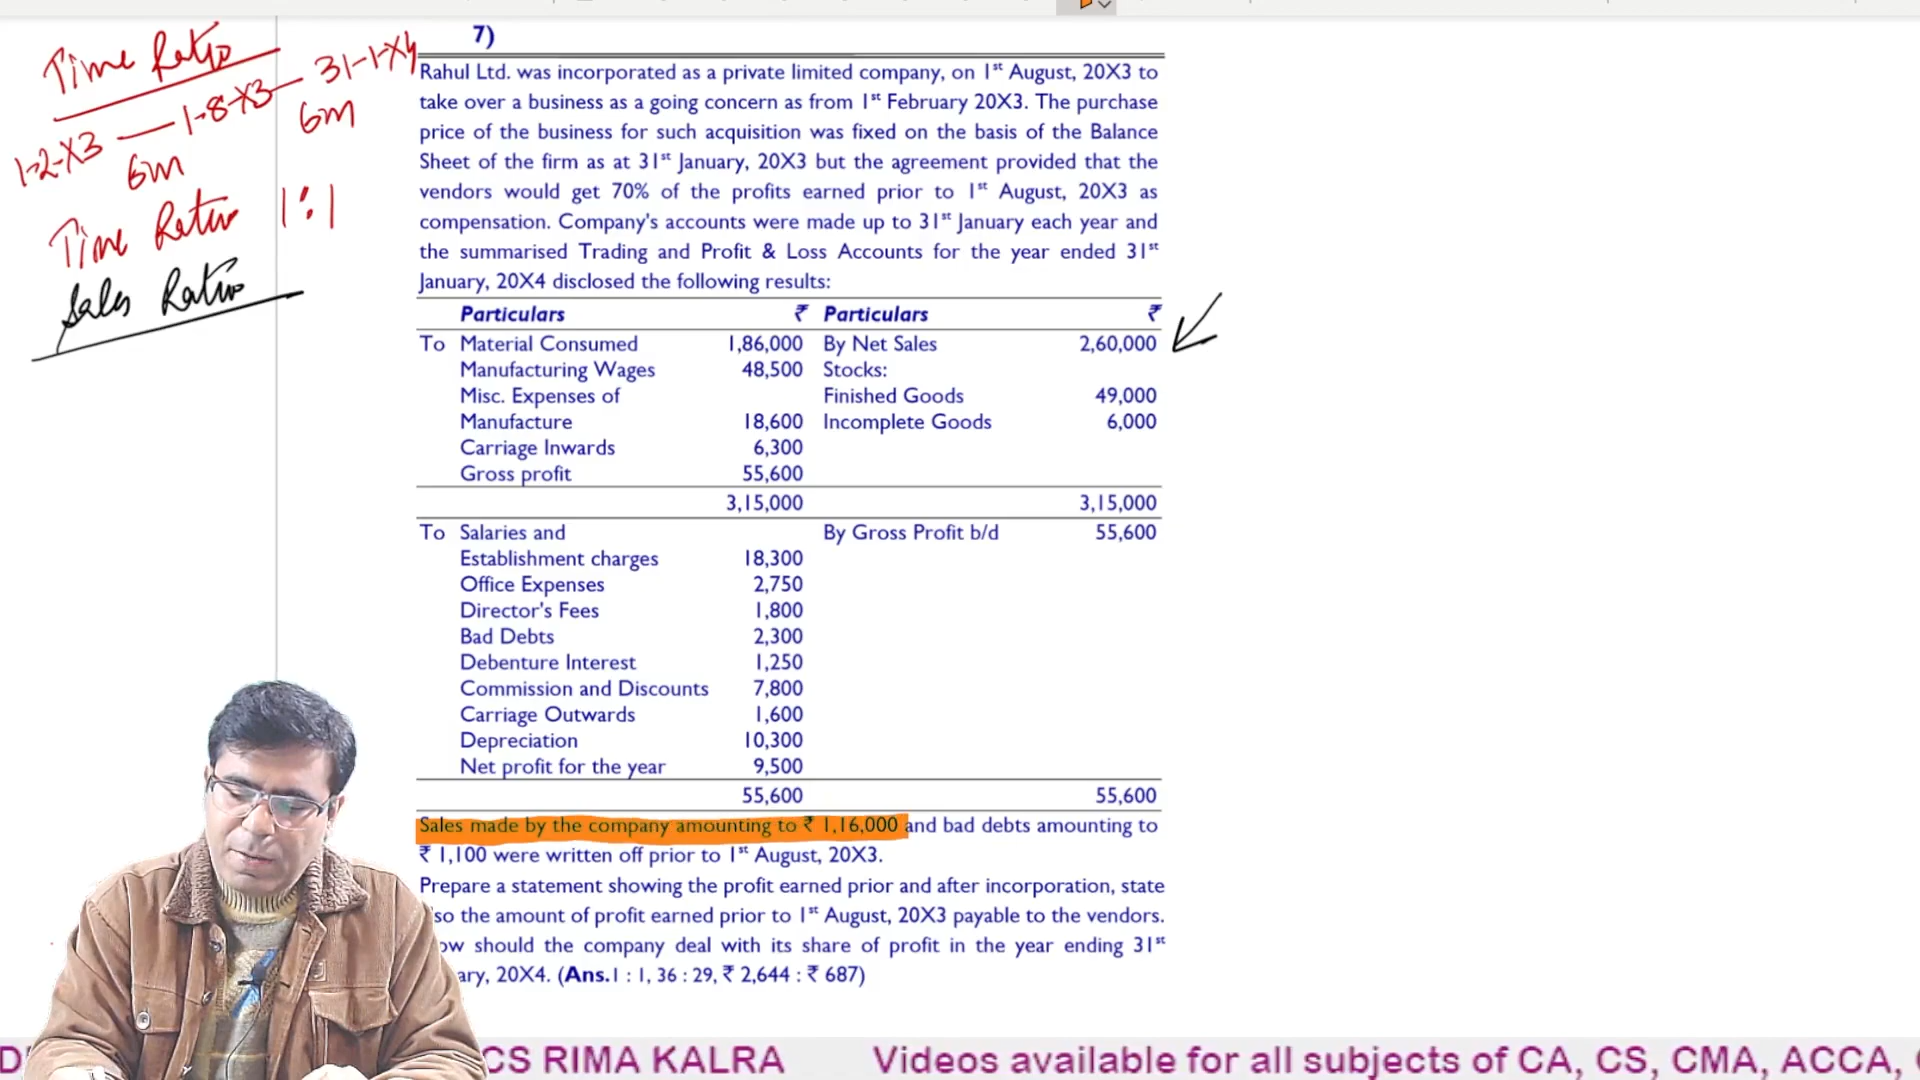 Time Ratio
1-2-X3 — 1-8-X3 — 31-1-X4
6m 6m
Time Ratio 1:1
Sales Ratio
7)
Rahul Ltd. was incorporated as a private limited company, on 1st August, 20X3 to
take over a business as a going concern as from 1st February 20X3. The purchase
price of the business for such acquisition was fixed on the basis of the Balance
Sheet of the firm as at 31st January, 20X3 but the agreement provided that the
vendors would get 70% of the profits earned prior to 1st August, 20X3 as
compensation. Company's accounts were made up to 31st January each year and
the summarised Trading and Profit & Loss Accounts for the year ended 31st
January, 20X4 disclosed the following results:
Particulars ₹ Particulars ₹
To Material Consumed 1,86,000 By Net Sales 2,60,000
Manufacturing Wages 48,500 Stocks:
Misc. Expenses of Finished Goods 49,000
Manufacture 18,600 Incomplete Goods 6,000
Carriage Inwards 6,300
Gross profit 55,600
3,15,000 3,15,000
To Salaries and By Gross Profit b/d 55,600
Establishment charges 18,300
Office Expenses 2,750
Director's Fees 1,800
Bad Debts 2,300
Debenture Interest 1,250
Commission and Discounts 7,800
Carriage Outwards 1,600
Depreciation 10,300
Net profit for the year 9,500
55,600 55,600
Sales made by the company amounting to ₹ 1,16,000 and bad debts amounting to
₹ 1,100 were written off prior to 1st August, 20X3.
Prepare a statement showing the profit earned prior and after incorporation, state
so the amount of profit earned prior to 1st August, 20X3 payable to the vendors.
ow should the company deal with its share of profit in the year ending 31st
ary, 20X4. (Ans.1 : 1, 36 : 29, ₹ 2,644 : ₹ 687)
CS RIMA KALRA Videos available for all subjects of CA, CS, CMA, ACCA,